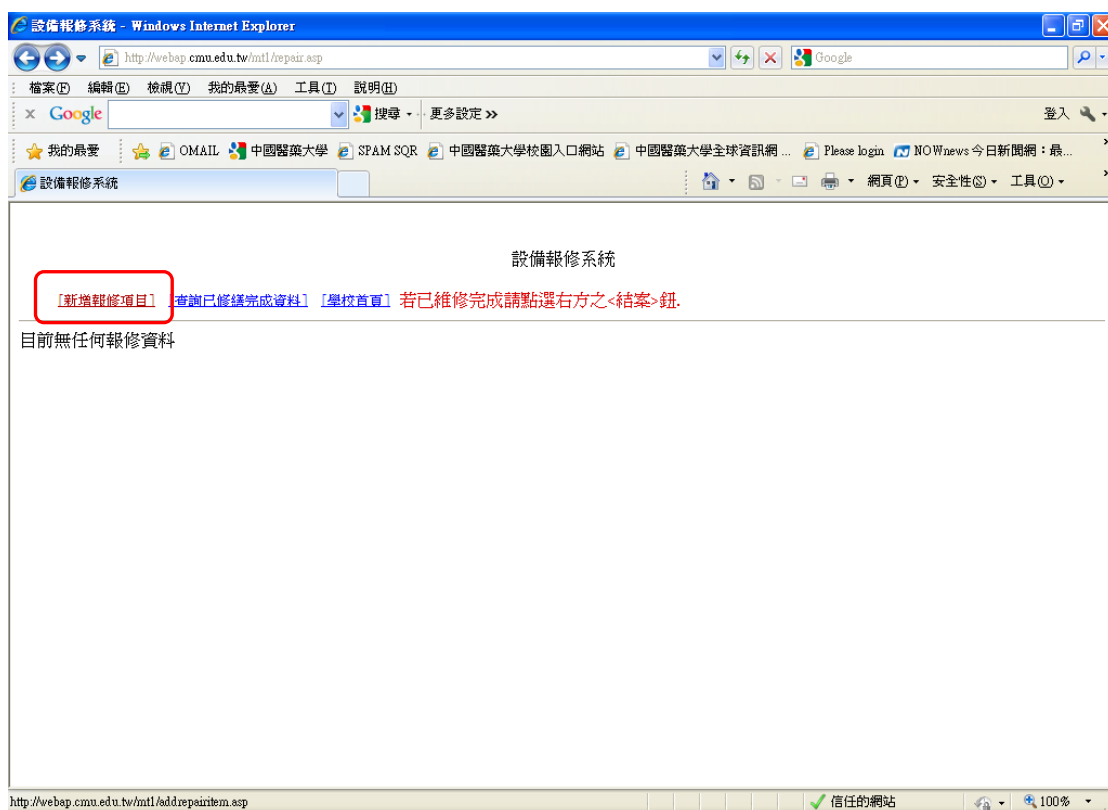 設備報修系統 - Windows Internet Explorer
http://webap.cmu.edu.tw/mt1/repair.asp
Google
檔案(F) 編輯(E) 檢視(V) 我的最愛(A) 工具(T) 說明(H)
x Google 搜尋 更多設定 >> 登入
我的最愛 OMAIL 中國醫藥大學 SPAM SQR 中國醫藥大學校園入口網站 中國醫藥大學全球資訊網 ... Please login NOWnews 今日新聞網：最...
設備報修系統 網頁(P) 安全性(S) 工具(O)
設備報修系統
[新增報修項目] [查詢已修繕完成資料] [學校首頁] 若已維修完成請點選右方之<結案>鈕.
目前無任何報修資料
http://webap.cmu.edu.tw/mt1/addrepairitem.asp 信任的網站 100%